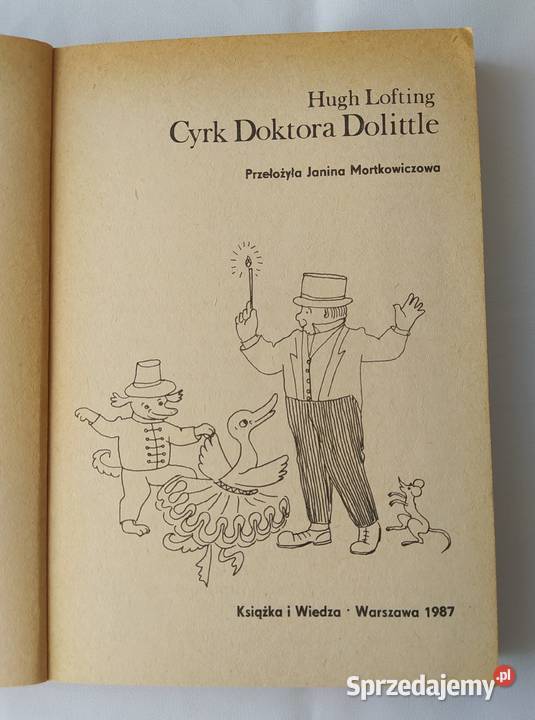 Hugh Lofting
Cyrk Doktora Dolittle
Przełożyła Janina Mortkowiczowa
Książka i Wiedza · Warszawa 1987
Sprzedajemy.pl